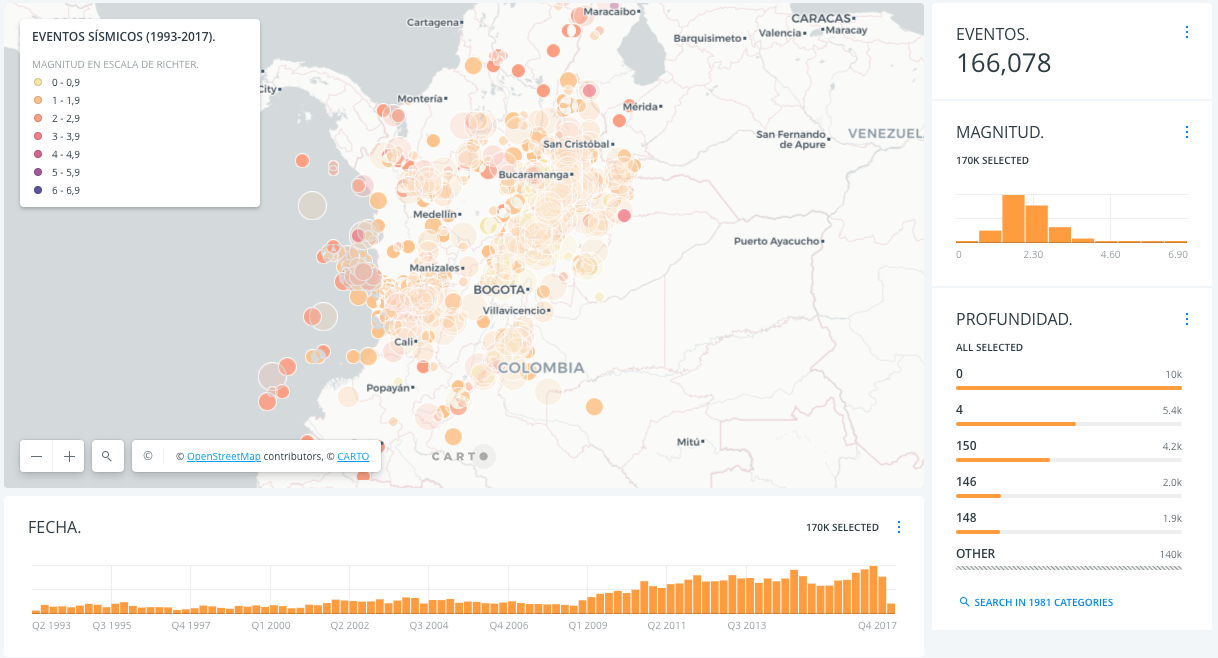 EVENTOS SÍSMICOS (1993-2017).
MAGNITUD EN ESCALA DE RICHTER.
0 - 0,9
1 - 1,9
2 - 2,9
3 - 3,9
4 - 4,9
5 - 5,9
6 - 6,9
Maracaibo
Cartagena
CARACAS
Barquisimeto
Valencia
Maracay
City
Montería
Mérida
San Cristóbal
San Fernando
de Apure
VENEZUEL
Bucaramanga
Medellín
Puerto Ayacucho
Manizales
BOGOTA
Villavicencio
Cali
COLOMBIA
Popayán
Mitú
CARTO
© © OpenStreetMap contributors, © CARTO
EVENTOS.
166,078
MAGNITUD.
170K SELECTED
0 2.30 4.60 6.90
PROFUNDIDAD.
ALL SELECTED
0 10k
4 5.4k
150 4.2k
146 2.0k
148 1.9k
OTHER 140k
SEARCH IN 1981 CATEGORIES
FECHA.
170K SELECTED
Q2 1993 Q3 1995 Q4 1997 Q1 2000 Q2 2002 Q3 2004 Q4 2006 Q1 2009 Q2 2011 Q3 2013 Q4 2017